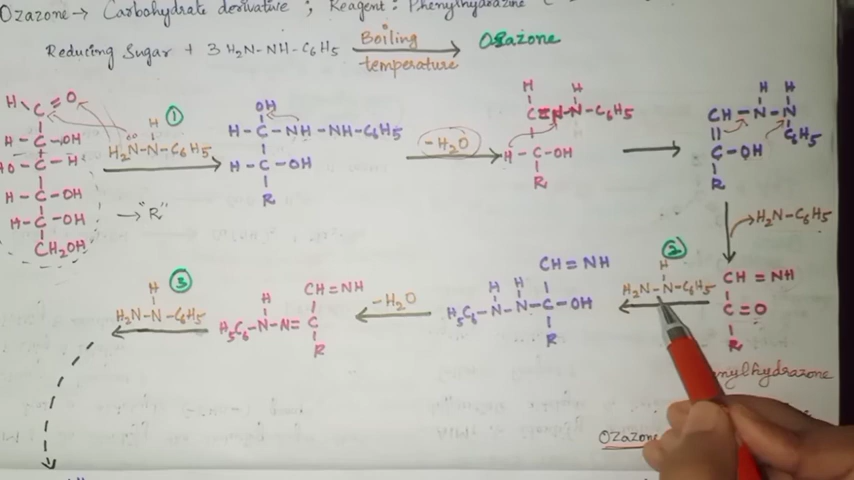 Ozazone → Carbohydrate derivative ; Reagent: Phenylhydrazine (
Reducing Sugar + 3 H2N-NH-C6H5 Boiling temperature → Osazone
H C=O
H-C-OH
HO-C-H
H-C-OH
H-C-OH
CH2OH
→ "R"
①
H
H2N-N-C6H5
OH
H-C-NH-NH-C6H5
H-C-OH
R
-H2O
H H
C=N-N-C6H5
H-C-OH
R
H H
CH-N-N
C6H5
C-OH
R
H2N-C6H5
CH=NH
C=O
R
②
H
H2N-N-C6H5
CH=NH
H H
H5C6-N-N-C-OH
R
-H2O
CH=NH
H
H5C6-N-N=C
R
③
H
H2N-N-C6H5
nylhydrazone
Ozazon